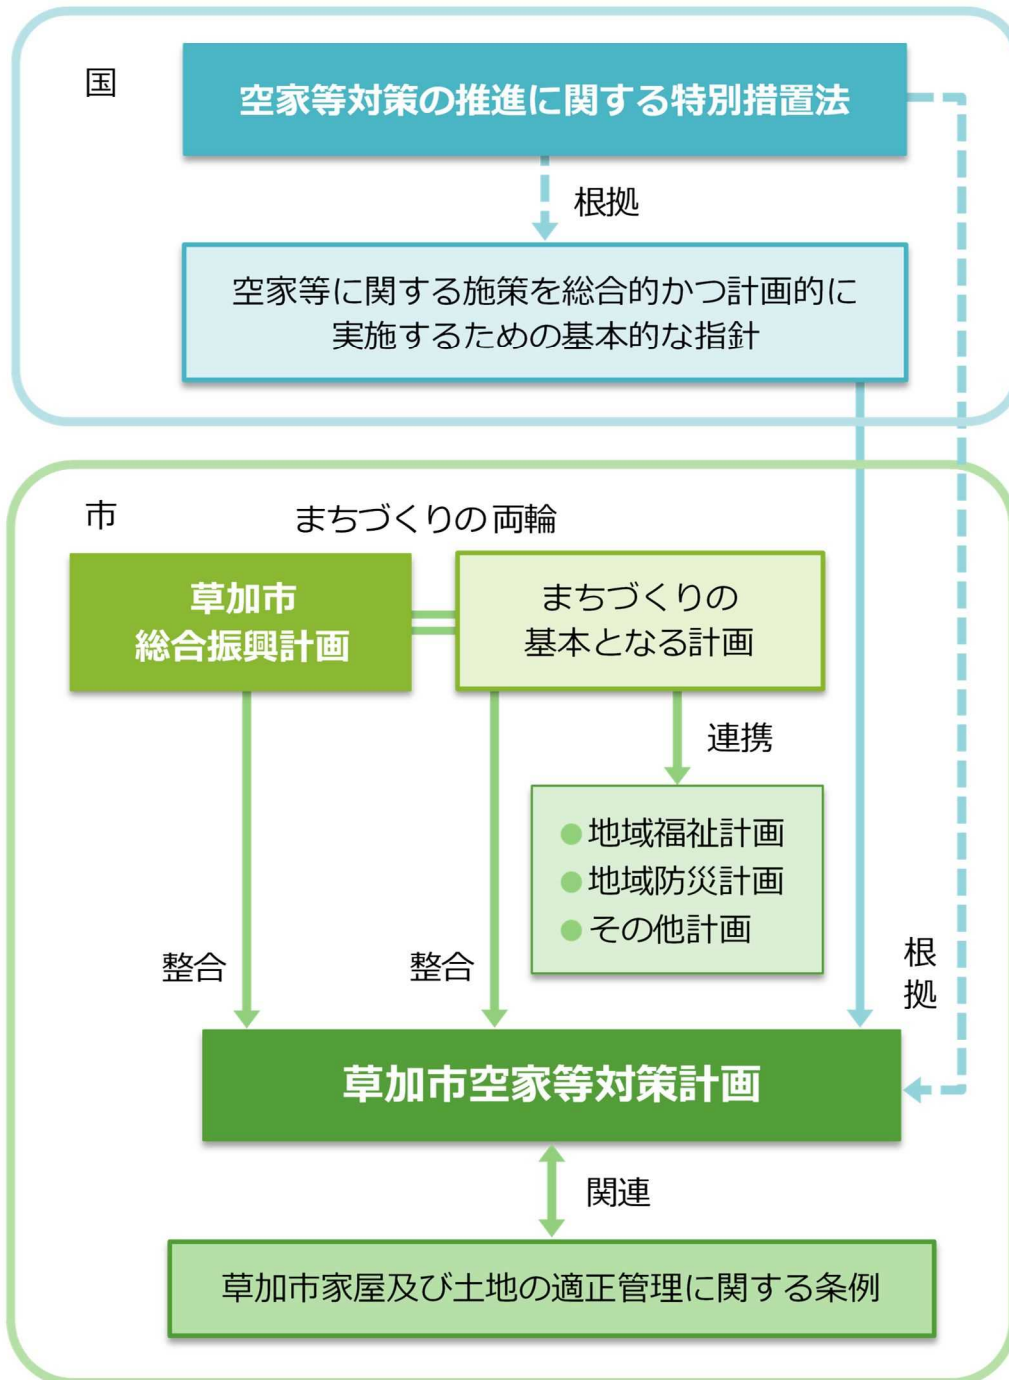 国
空家等対策の推進に関する特別措置法
根拠
空家等に関する施策を総合的かつ計画的に
実施するための基本的な指針
市
まちづくりの両輪
草加市
総合振興計画
まちづくりの
基本となる計画
連携
●地域福祉計画
●地域防災計画
●その他計画
整合
整合
根
拠
草加市空家等対策計画
関連
草加市家屋及び土地の適正管理に関する条例